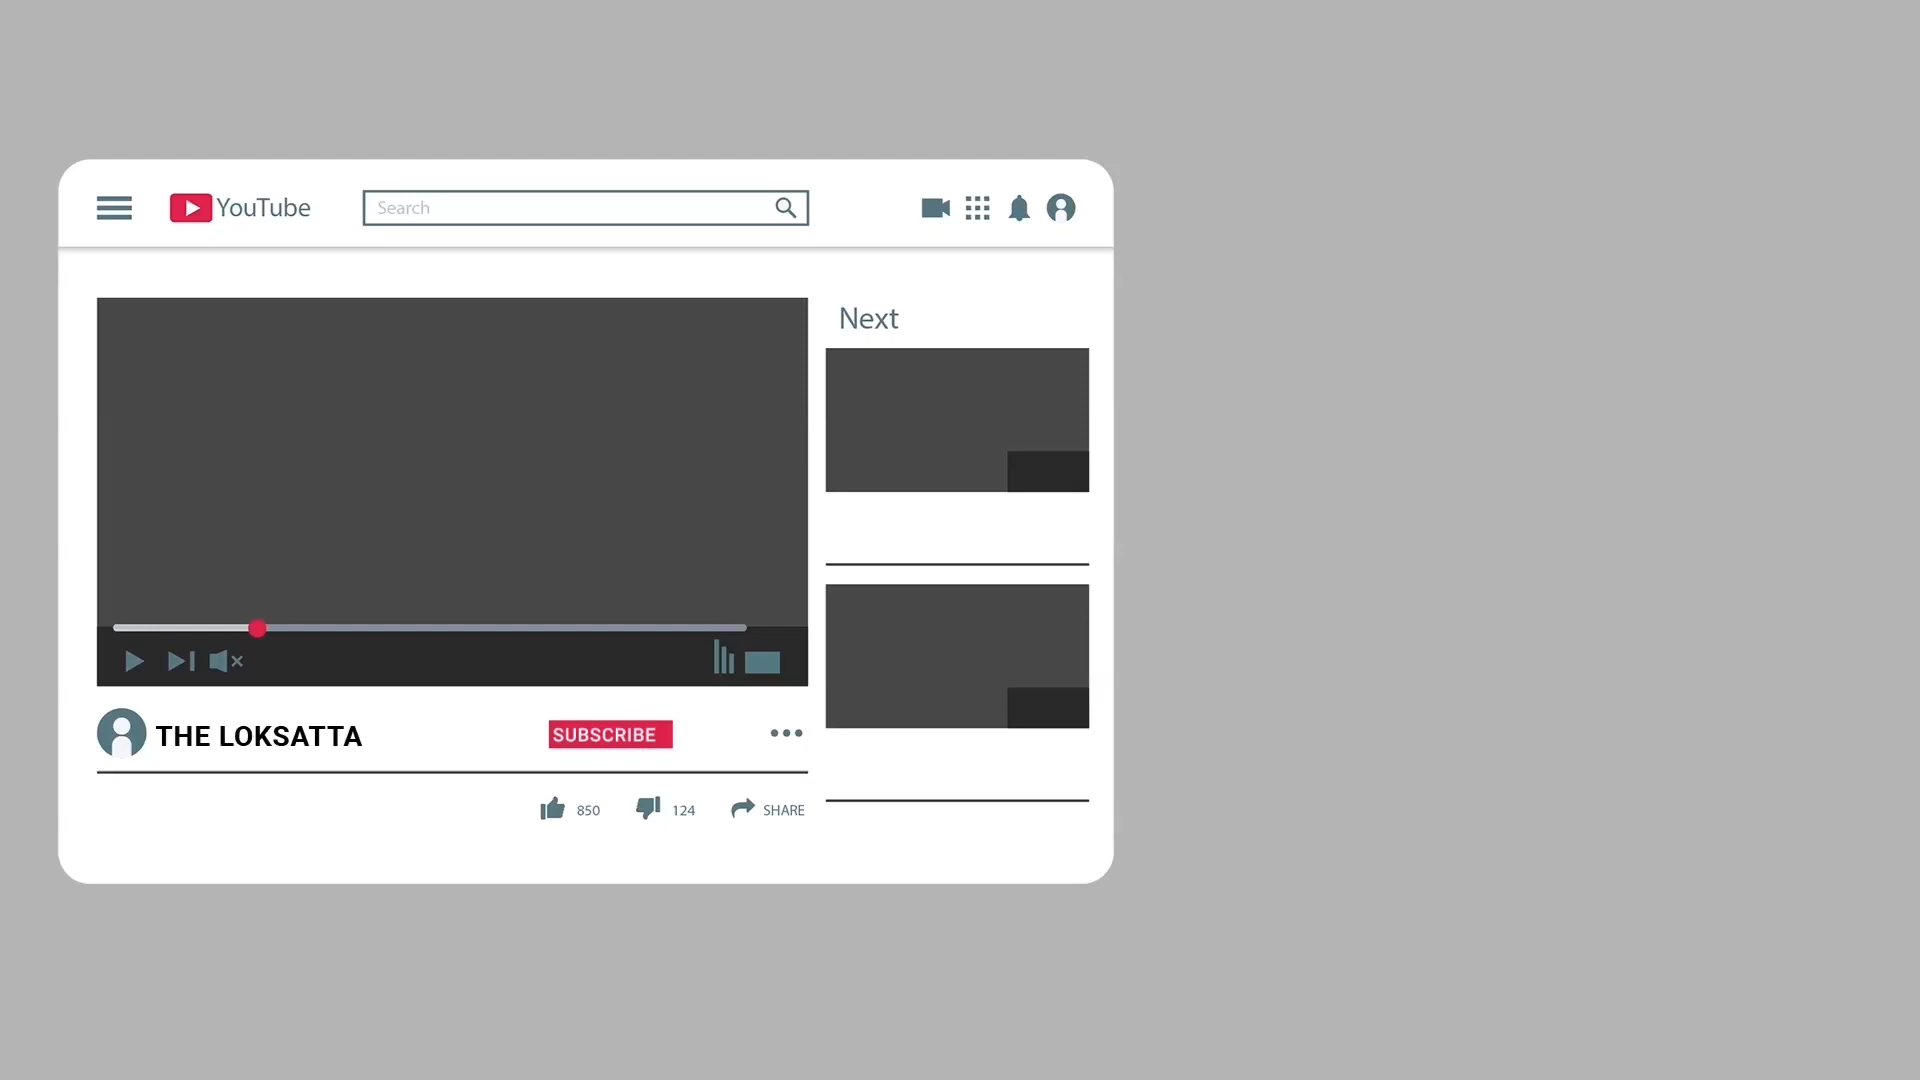 YouTube
Search
Next
THE LOKSATTA
SUBSCRIBE
850
124
SHARE